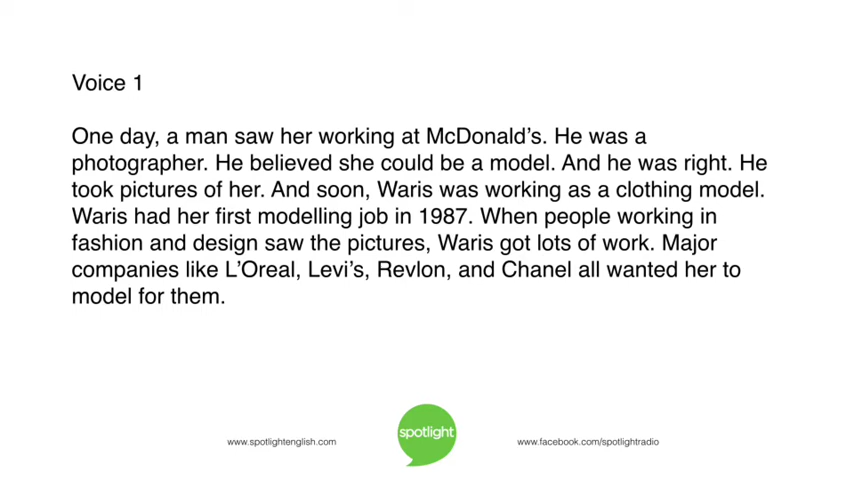 Voice 1
One day, a man saw her working at McDonald’s. He was a
photographer. He believed she could be a model. And he was right. He
took pictures of her. And soon, Waris was working as a clothing model.
Waris had her first modelling job in 1987. When people working in
fashion and design saw the pictures, Waris got lots of work. Major
companies like L’Oreal, Levi’s, Revlon, and Chanel all wanted her to
model for them.
www.spotlightenglish.com
spotlight
www.facebook.com/spotlightradio